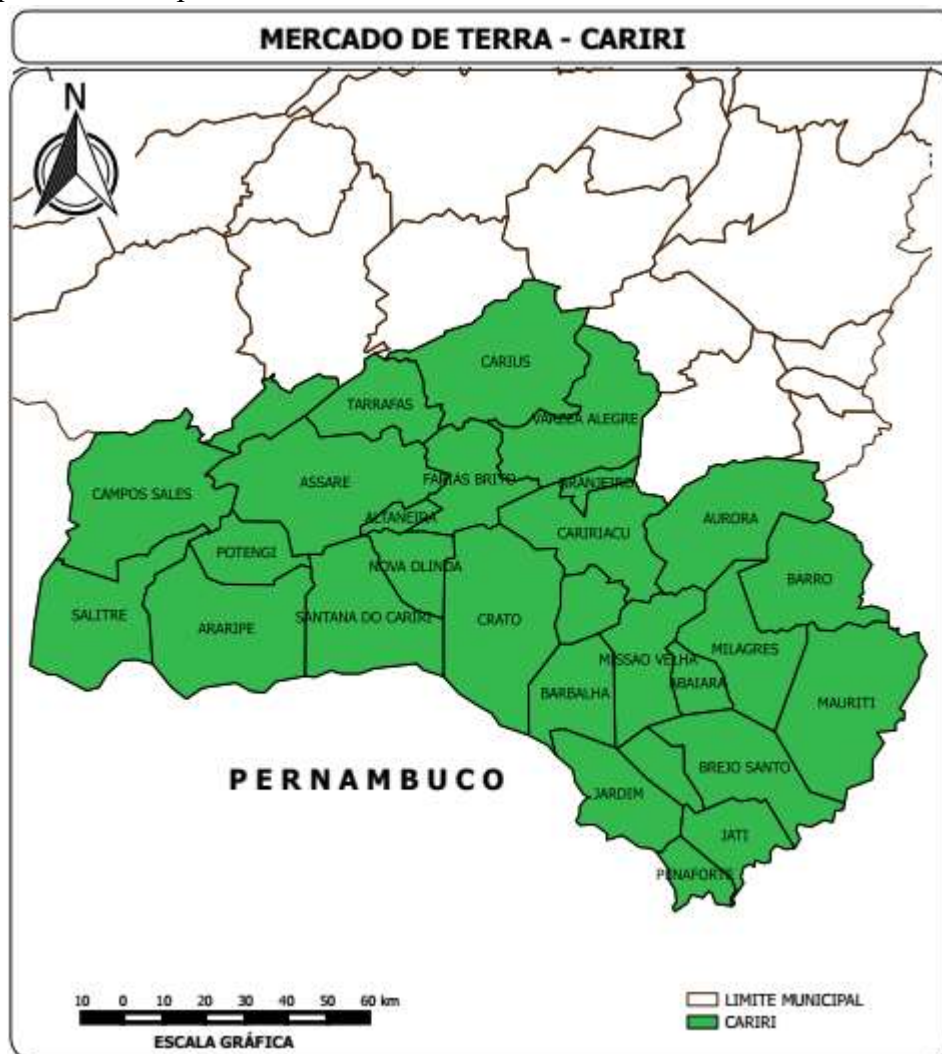 MERCADO DE TERRA - CARIRI
N
CARIUS
TARRAFAS
VARZEA ALEGRE
ASSARE
FARIAS BRITO
GRANJEIRO
CAMPOS SALES
ALTANEIRA
AURORA
CARIRIACU
POTENGI
NOVA OLINDA
BARRO
SALITRE
ARARIPE
SANTANA DO CARIRI
CRATO
MILAGRES
MISSAO VELHA
ABAIARA
BARBALHA
MAURITI
BREJO SANTO
PERNAMBUCO
JARDIM
JATI
PENAFORTE
10 0 10 20 30 40 50 60 km
ESCALA GRÁFICA
LIMITE MUNICIPAL
CARIRI